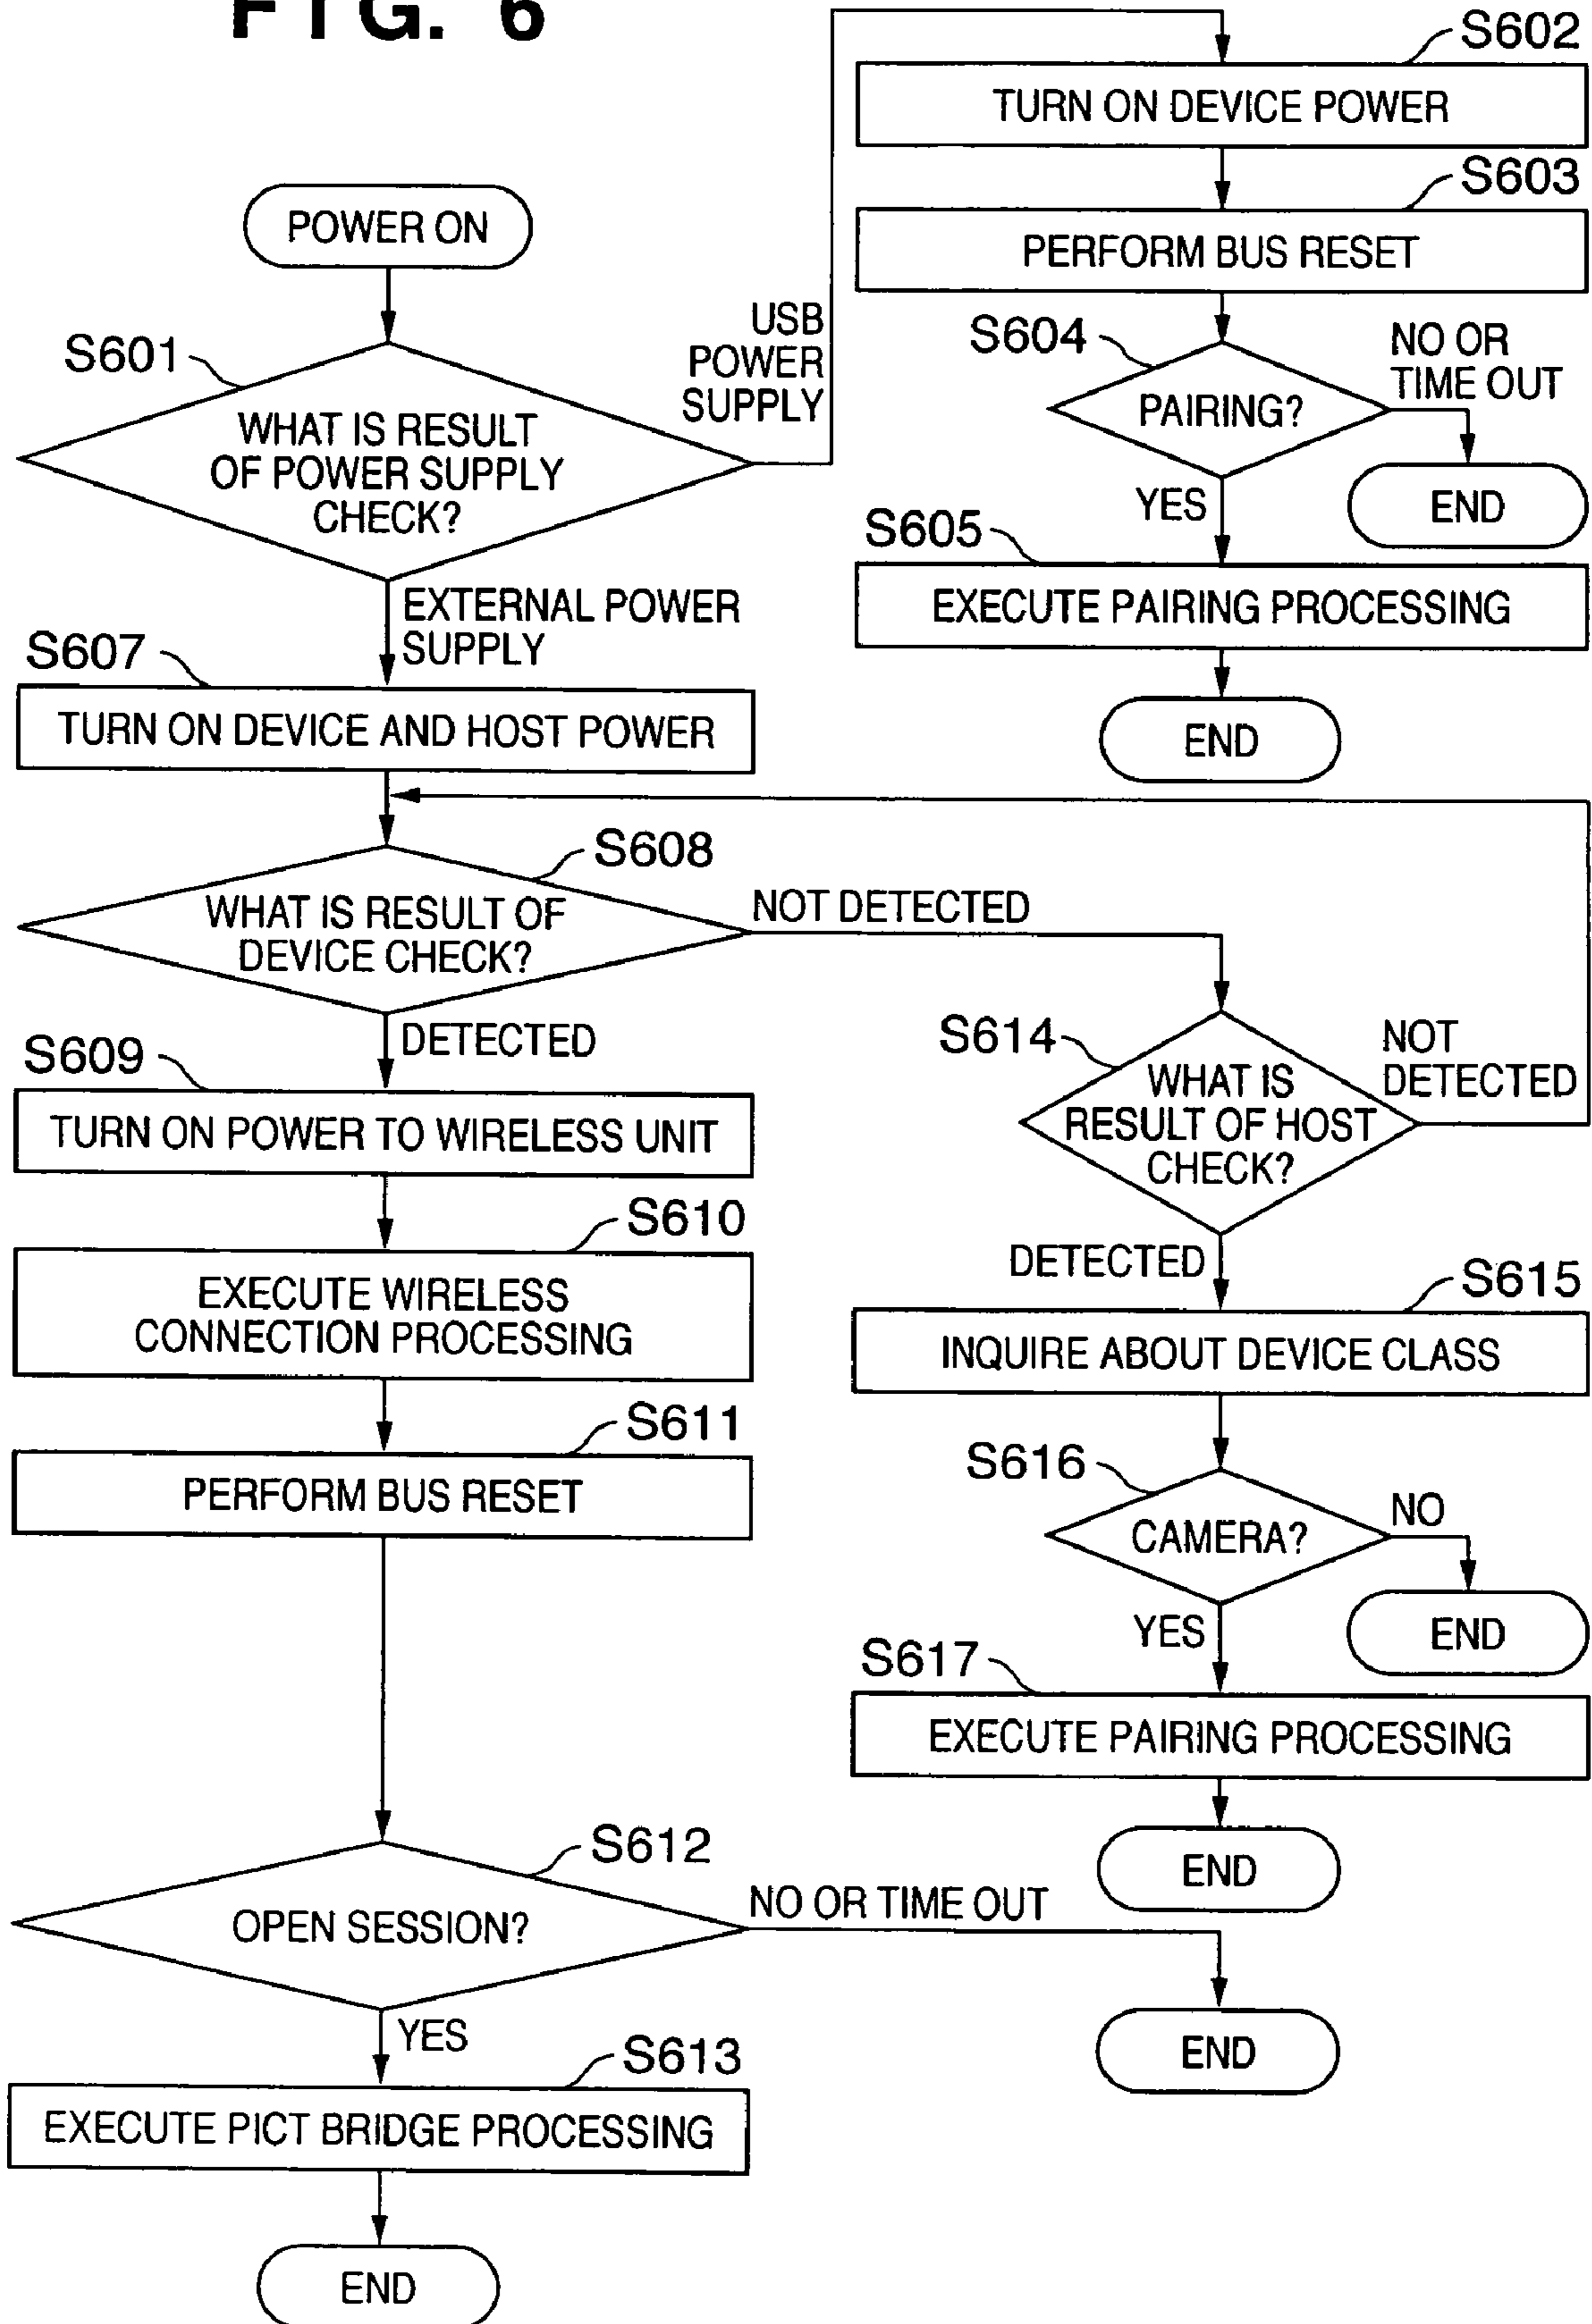 FIG. 6
POWER ON
S601
WHAT IS RESULT
OF POWER SUPPLY
CHECK?
USB
POWER
SUPPLY
EXTERNAL POWER
SUPPLY
S602
TURN ON DEVICE POWER
S603
PERFORM BUS RESET
S604
PAIRING?
NO OR
TIME OUT
END
YES
S605
EXECUTE PAIRING PROCESSING
END
S607
TURN ON DEVICE AND HOST POWER
S608
WHAT IS RESULT OF
DEVICE CHECK?
NOT DETECTED
DETECTED
S609
TURN ON POWER TO WIRELESS UNIT
S610
EXECUTE WIRELESS
CONNECTION PROCESSING
S611
PERFORM BUS RESET
S614
WHAT IS
RESULT OF HOST
CHECK?
NOT
DETECTED
DETECTED
S615
INQUIRE ABOUT DEVICE CLASS
S616
CAMERA?
NO
END
YES
S617
EXECUTE PAIRING PROCESSING
END
S612
OPEN SESSION?
NO OR TIME OUT
END
YES
S613
EXECUTE PICT BRIDGE PROCESSING
END